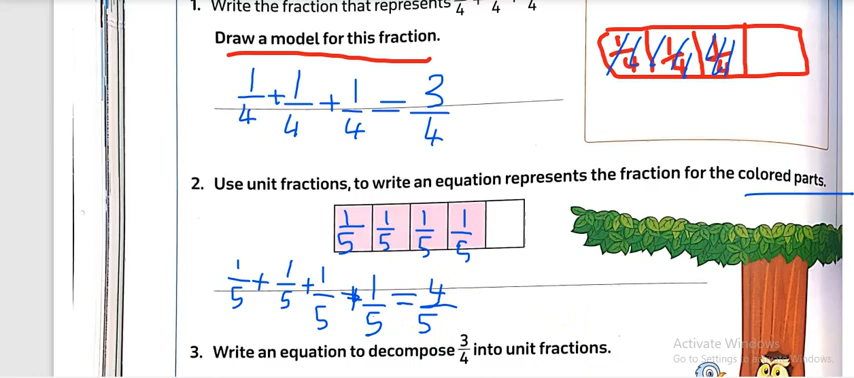 1. Write the fraction that represents 1/4 + 1/4 + 1/4
Draw a model for this fraction.
1/4 1/4 1/4
1/4 + 1/4 + 1/4 = 3/4
2. Use unit fractions, to write an equation represents the fraction for the colored parts.
1/5 1/5 1/5 1/5
1/5 + 1/5 + 1/5 + 1/5 = 4/5
3. Write an equation to decompose 3/4 into unit fractions.
Activate Windows
Go to Settings to activate Windows.